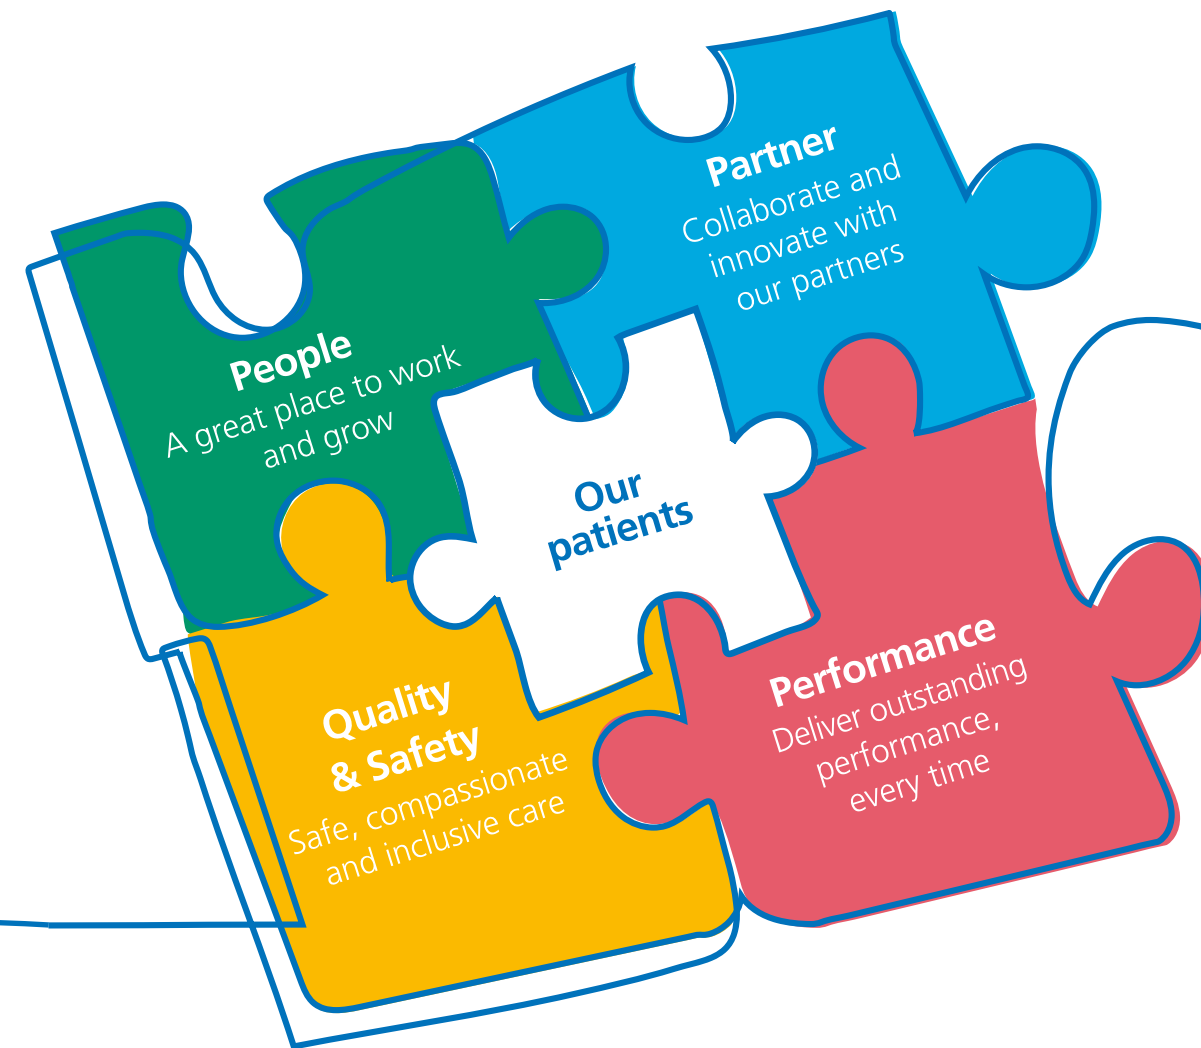 People
A great place to work
and grow
Partner
Collaborate and
innovate with
our partners
Our
patients
Quality
& Safety
Safe, compassionate
and inclusive care
Performance
Deliver outstanding
performance,
every time